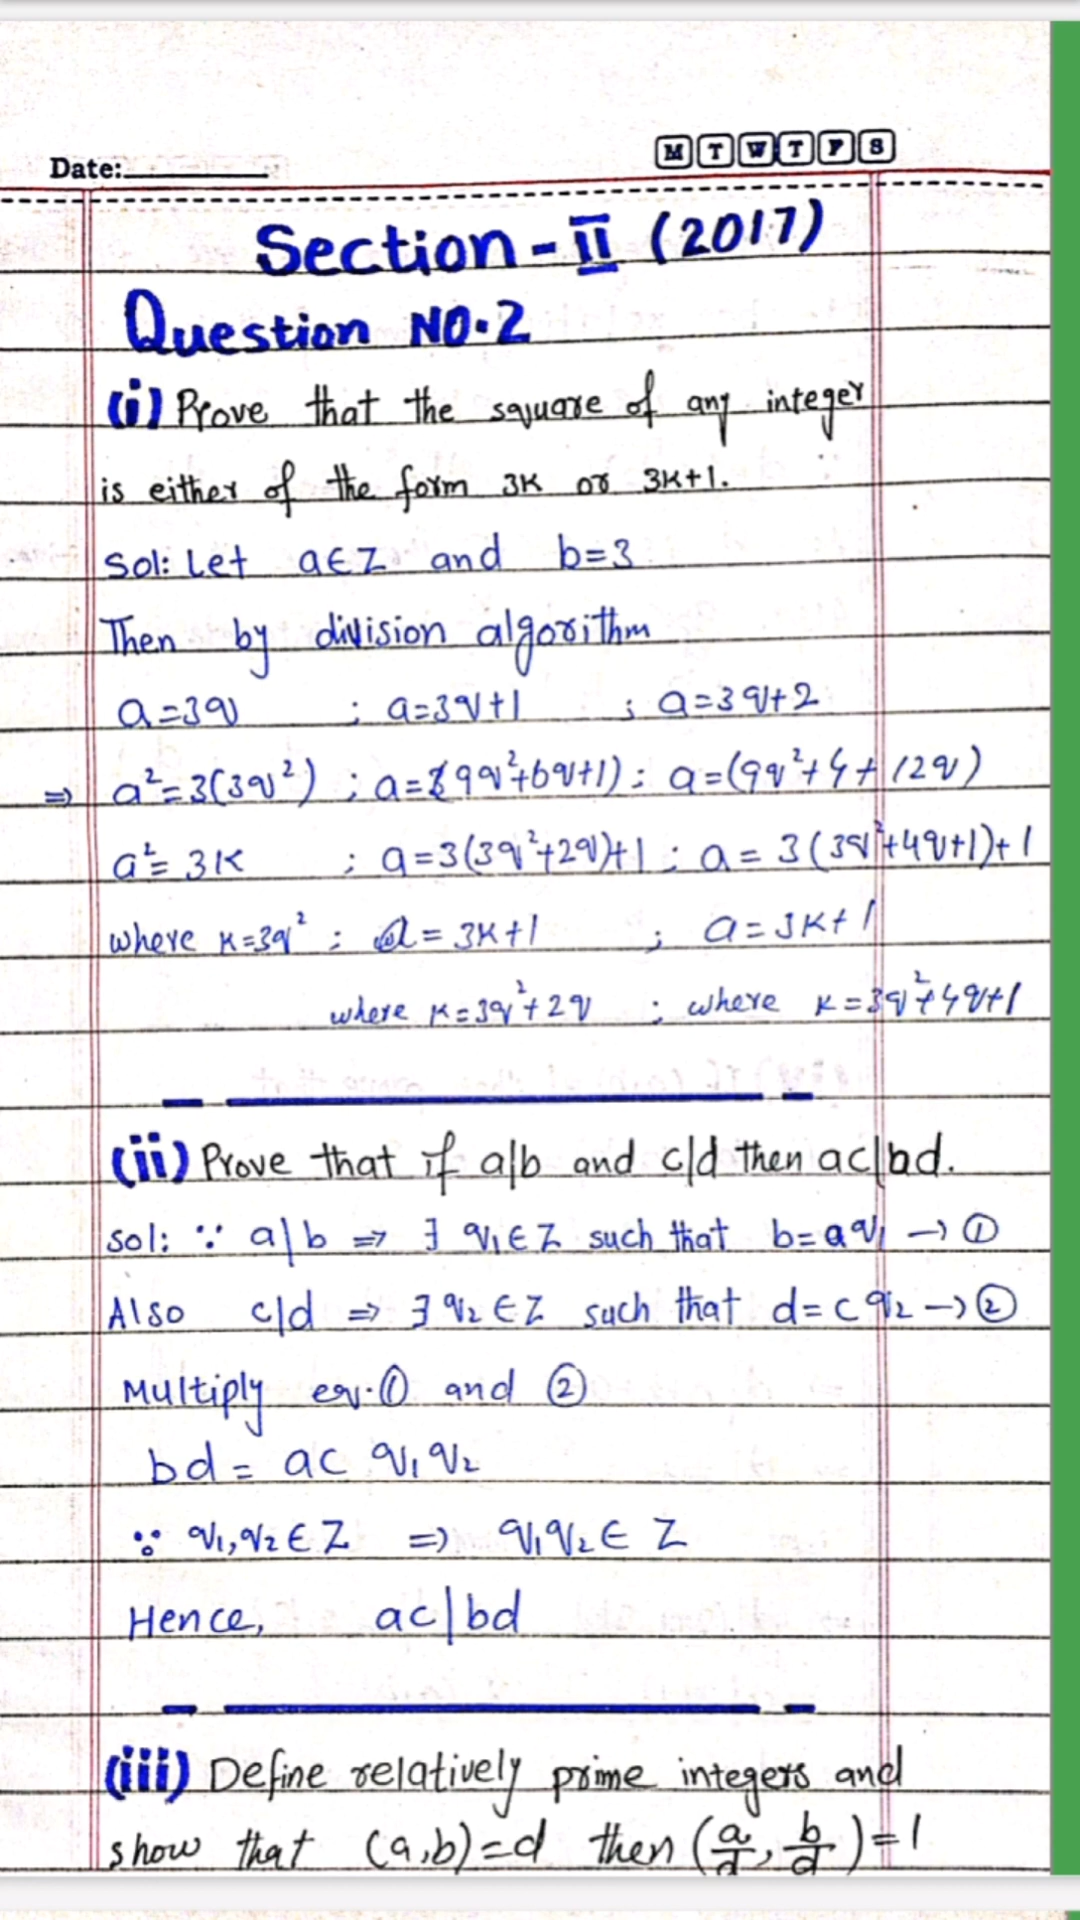 Date:
M T W T F S
Section-II (2017)
Question NO.2
(i) Prove that the square of any integer
is either of the form 3K or 3K+1.
Sol: Let a∈Z and b=3
Then by division algorithm
a=3q ; a=3q+1 ; a=3q+2
⇒ a²=3(3q²) ; a=(9q²+6q+1) ; a=(9q²+4+12q)
a²=3K ; a=3(3q²+2q)+1 ; a=3(3q²+4q+1)+1
where K=3q² ; a=3K+1 ; a=3K+1
where K=3q²+2q ; where K=3q²+4q+1
(ii) Prove that if a|b and c|d then ac|bd.
Sol: ∵ a|b ⇒ ∃ q₁∈Z such that b=aq₁ → ①
Also c|d ⇒ ∃ q₂∈Z such that d=cq₂ → ②
Multiply eq.① and ②
bd = ac q₁q₂
∵ q₁,q₂∈Z ⇒ q₁q₂∈Z
Hence, ac|bd
(iii) Define relatively prime integers and
show that (a,b)=d then (a/d, b/d)=1